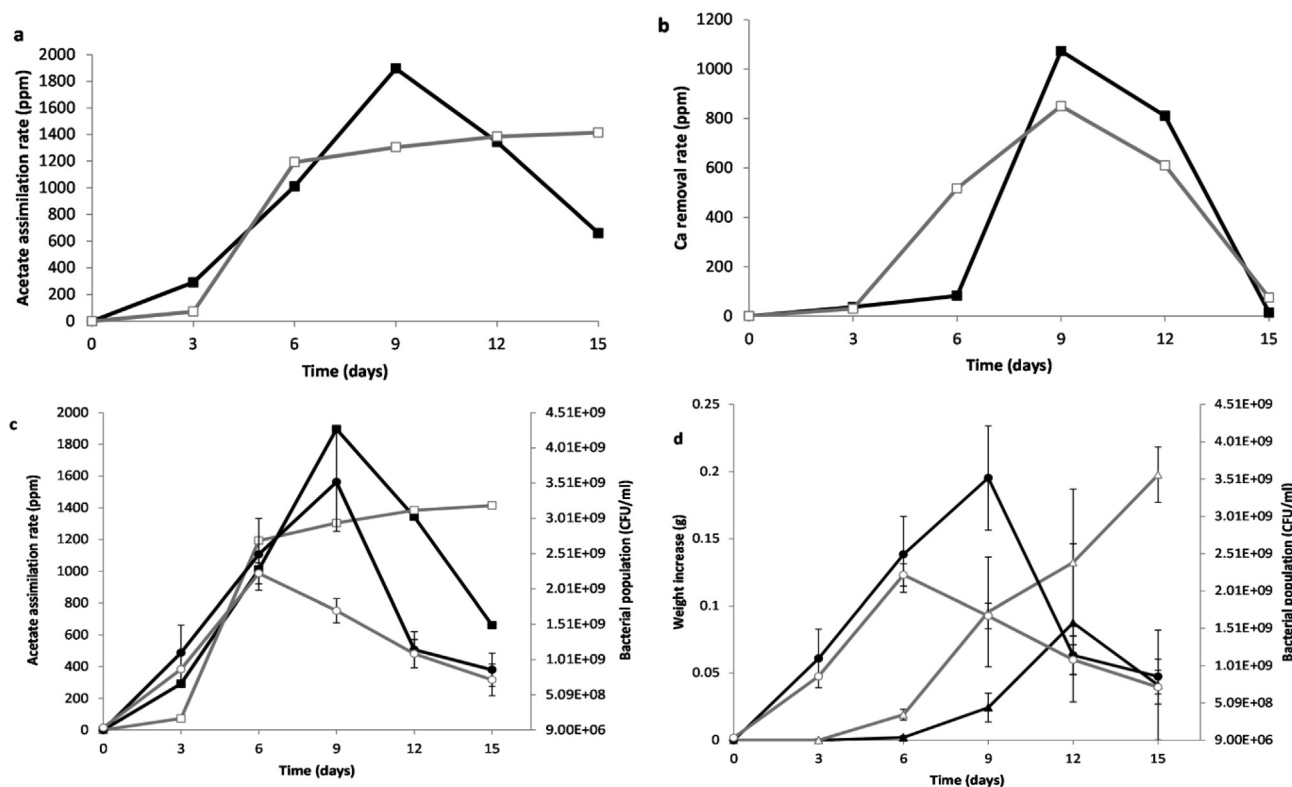 a
Acetate assimilation rate (ppm)
2000
1800
1600
1400
1200
1000
800
600
400
200
0
0 3 6 9 12 15
Time (days)
b
Ca removal rate (ppm)
1200
1000
800
600
400
200
0
0 3 6 9 12 15
Time (days)
c
Acetate assimilation rate (ppm)
2000
1800
1600
1400
1200
1000
800
600
400
200
0
0 3 6 9 12 15
Time (days)
4.51E+09
4.01E+09
3.51E+09
3.01E+09
2.51E+09
2.01E+09
1.51E+09
1.01E+09
5.09E+08
9.00E+06
Bacterial population (CFU/ml)
d
Weight increase (g)
0.25
0.2
0.15
0.1
0.05
0
0 3 6 9 12 15
Time (days)
4.51E+09
4.01E+09
3.51E+09
3.01E+09
2.51E+09
2.01E+09
1.51E+09
1.01E+09
5.09E+08
9.00E+06
Bacterial population (CFU/ml)